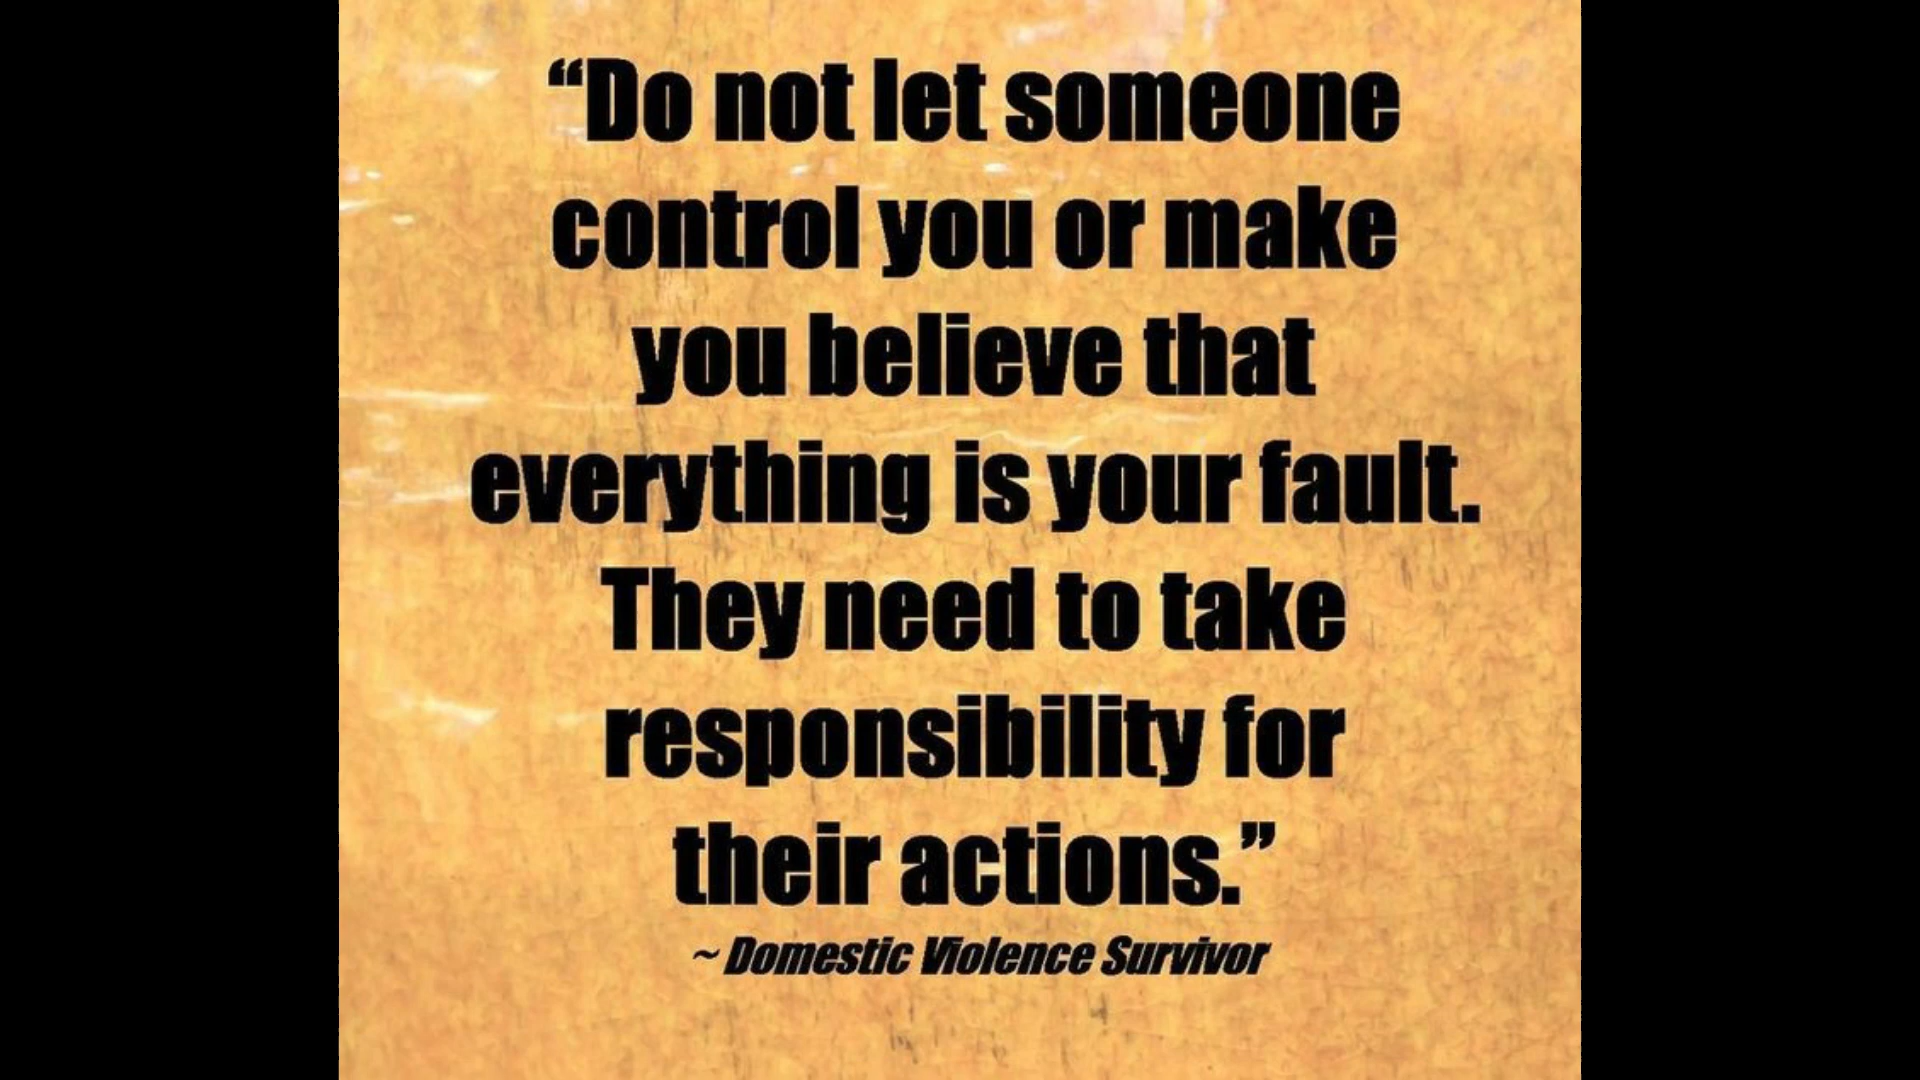 “Do not let someone
control you or make
you believe that
everything is your fault.
They need to take
responsibility for
their actions.”
~ Domestic Violence Survivor